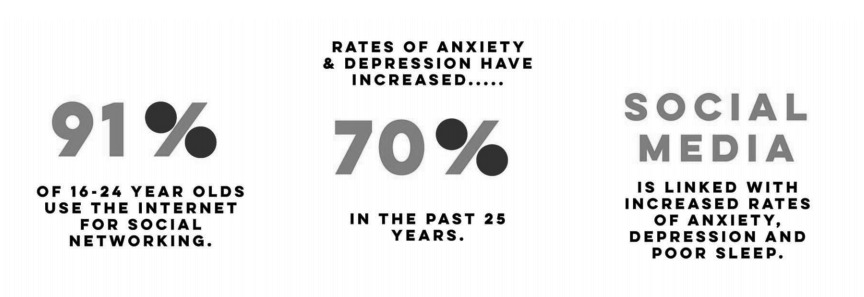 91%
OF 16-24 YEAR OLDS
USE THE INTERNET
FOR SOCIAL
NETWORKING.
RATES OF ANXIETY
& DEPRESSION HAVE
INCREASED.....
70%
IN THE PAST 25
YEARS.
SOCIAL
MEDIA
IS LINKED WITH
INCREASED RATES
OF ANXIETY,
DEPRESSION AND
POOR SLEEP.